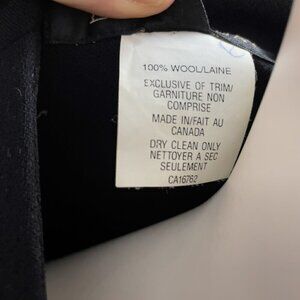 100% WOOL/LAINE
EXCLUSIVE OF TRIM/
GARNITURE NON
COMPRISE
MADE IN/FAIT AU
CANADA
DRY CLEAN ONLY
NETTOYER A SEC
SEULEMENT
CA16762